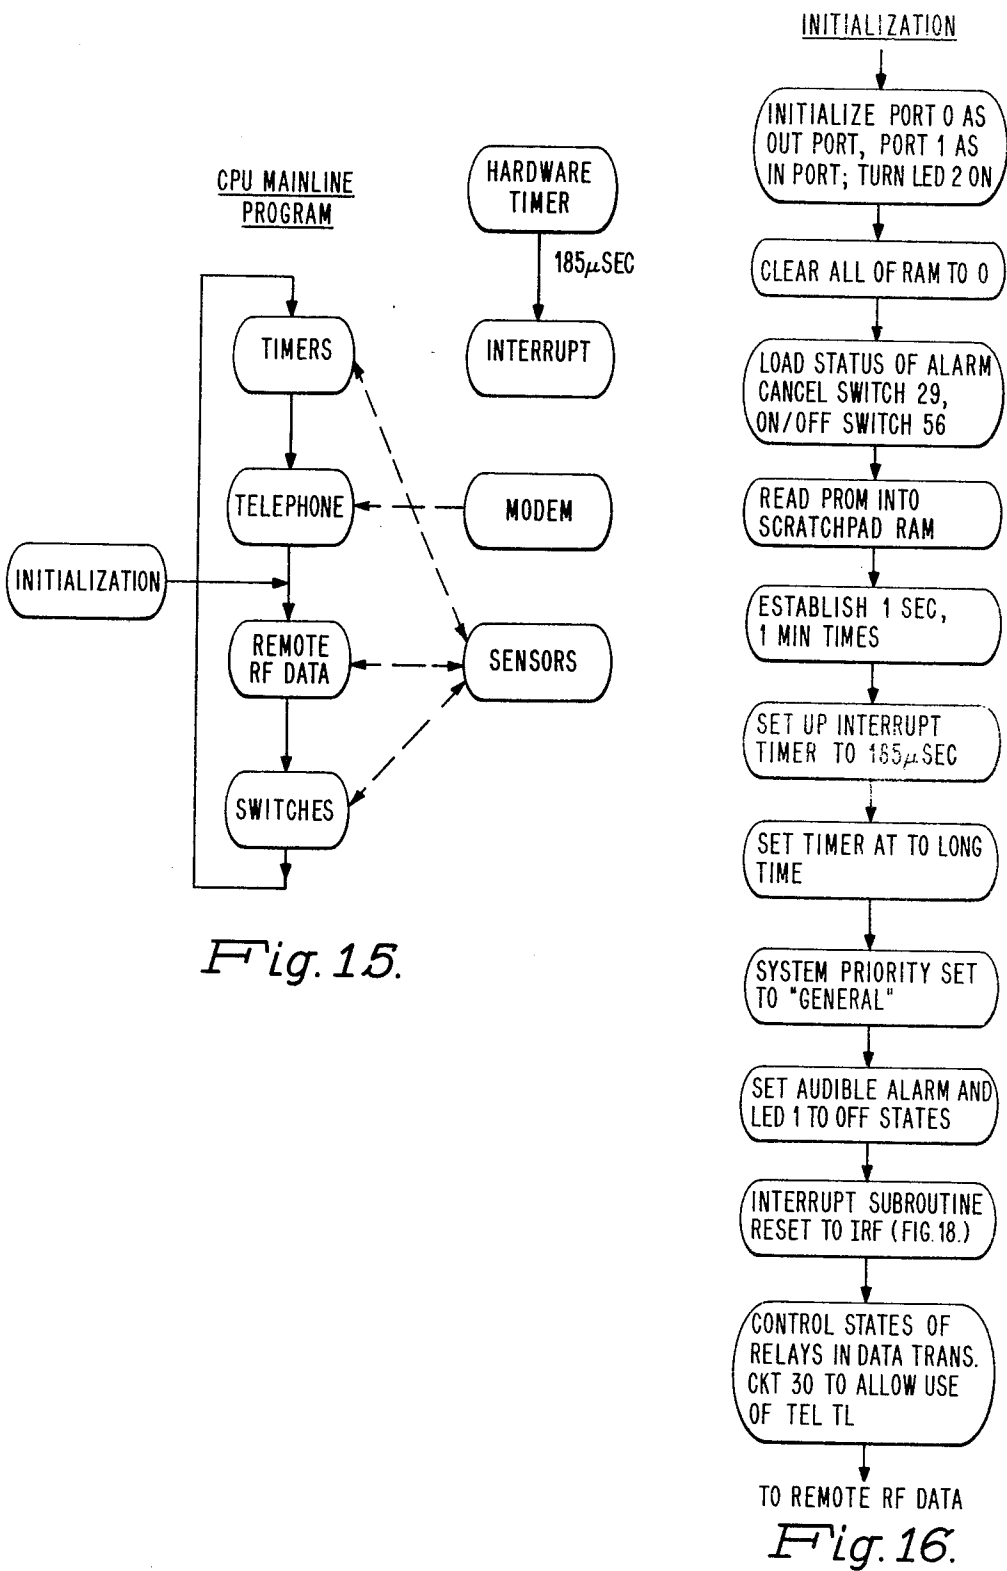 CPU MAINLINE
PROGRAM
HARDWARE
TIMER
185μSEC
INTERRUPT
TIMERS
TELEPHONE
MODEM
INITIALIZATION
REMOTE
RF DATA
SENSORS
SWITCHES
Fig. 15.
INITIALIZATION
INITIALIZE PORT 0 AS
OUT PORT, PORT 1 AS
IN PORT; TURN LED 2 ON
CLEAR ALL OF RAM TO 0
LOAD STATUS OF ALARM
CANCEL SWITCH 29,
ON/OFF SWITCH 56
READ PROM INTO
SCRATCHPAD RAM
ESTABLISH 1 SEC,
1 MIN TIMES
SET UP INTERRUPT
TIMER TO 185μSEC
SET TIMER AT TO LONG
TIME
SYSTEM PRIORITY SET
TO "GENERAL"
SET AUDIBLE ALARM AND
LED 1 TO OFF STATES
INTERRUPT SUBROUTINE
RESET TO IRF (FIG. 18.)
CONTROL STATES OF
RELAYS IN DATA TRANS.
CKT 30 TO ALLOW USE
OF TEL TL
TO REMOTE RF DATA
Fig. 16.